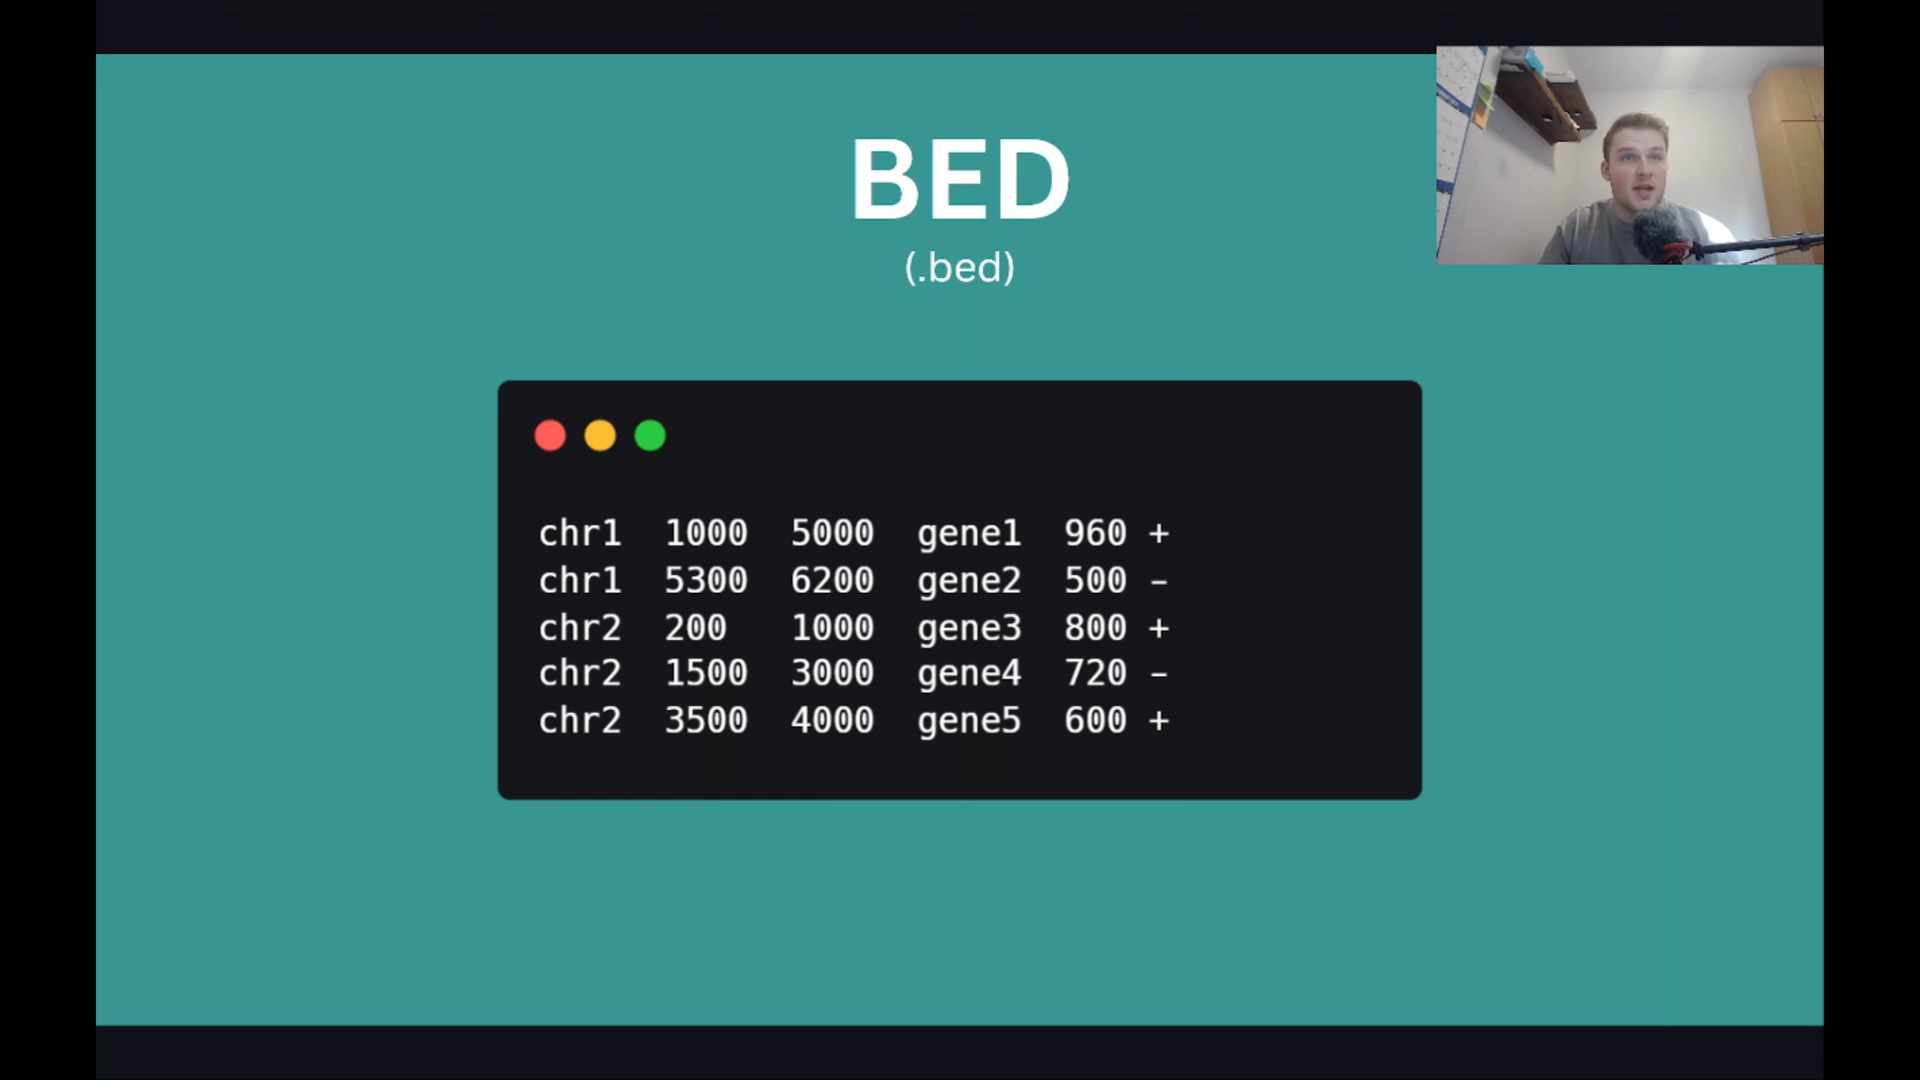 BED
(.bed)
chr1 1000 5000 gene1 960 +
chr1 5300 6200 gene2 500 -
chr2 200 1000 gene3 800 +
chr2 1500 3000 gene4 720 -
chr2 3500 4000 gene5 600 +